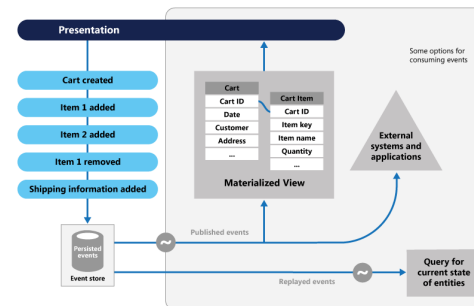 Presentation
Some options for
consuming events
Cart created
Item 1 added
Item 2 added
Item 1 removed
Shipping information added
Cart
Cart ID
Date
Customer
Address
...
Cart Item
Cart ID
Item key
Item name
Quantity
...
Materialized View
External
systems and
applications
Persisted
events
Event store
~
Published events
~
Replayed events
Query for
current state
of entities